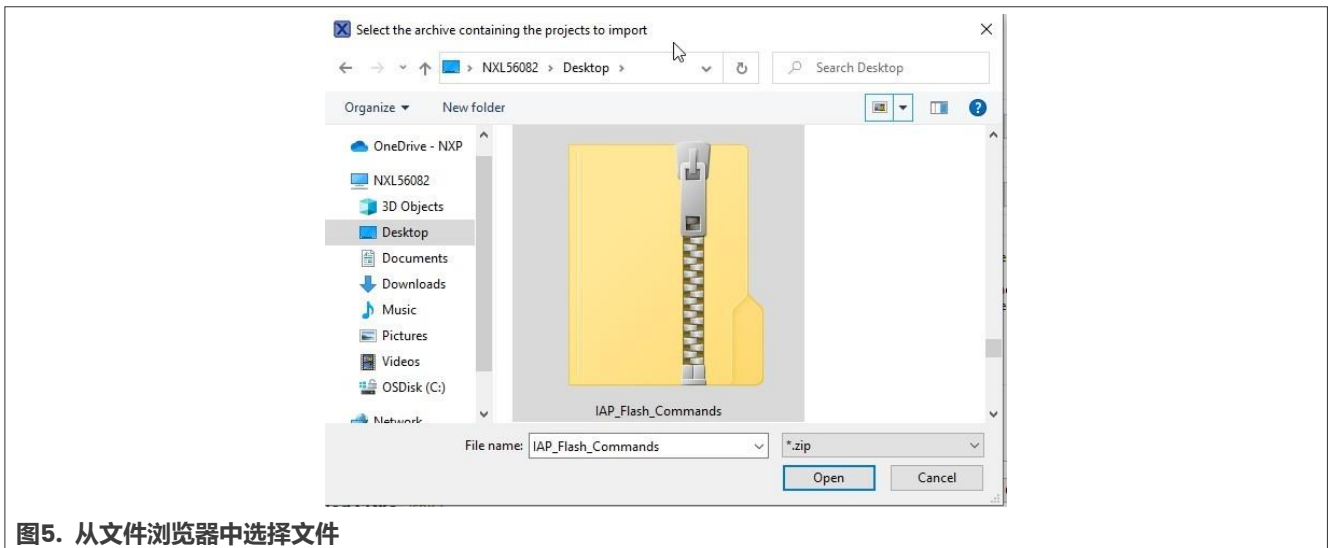 Select the archive containing the projects to import
NXL56082 › Desktop ›
Search Desktop
Organize
New folder
OneDrive - NXP
NXL56082
3D Objects
Desktop
Documents
Downloads
Music
Pictures
Videos
OSDisk (C:)
Network
IAP_Flash_Commands
File name: IAP_Flash_Commands
*.zip
Open
Cancel
图5. 从文件浏览器中选择文件